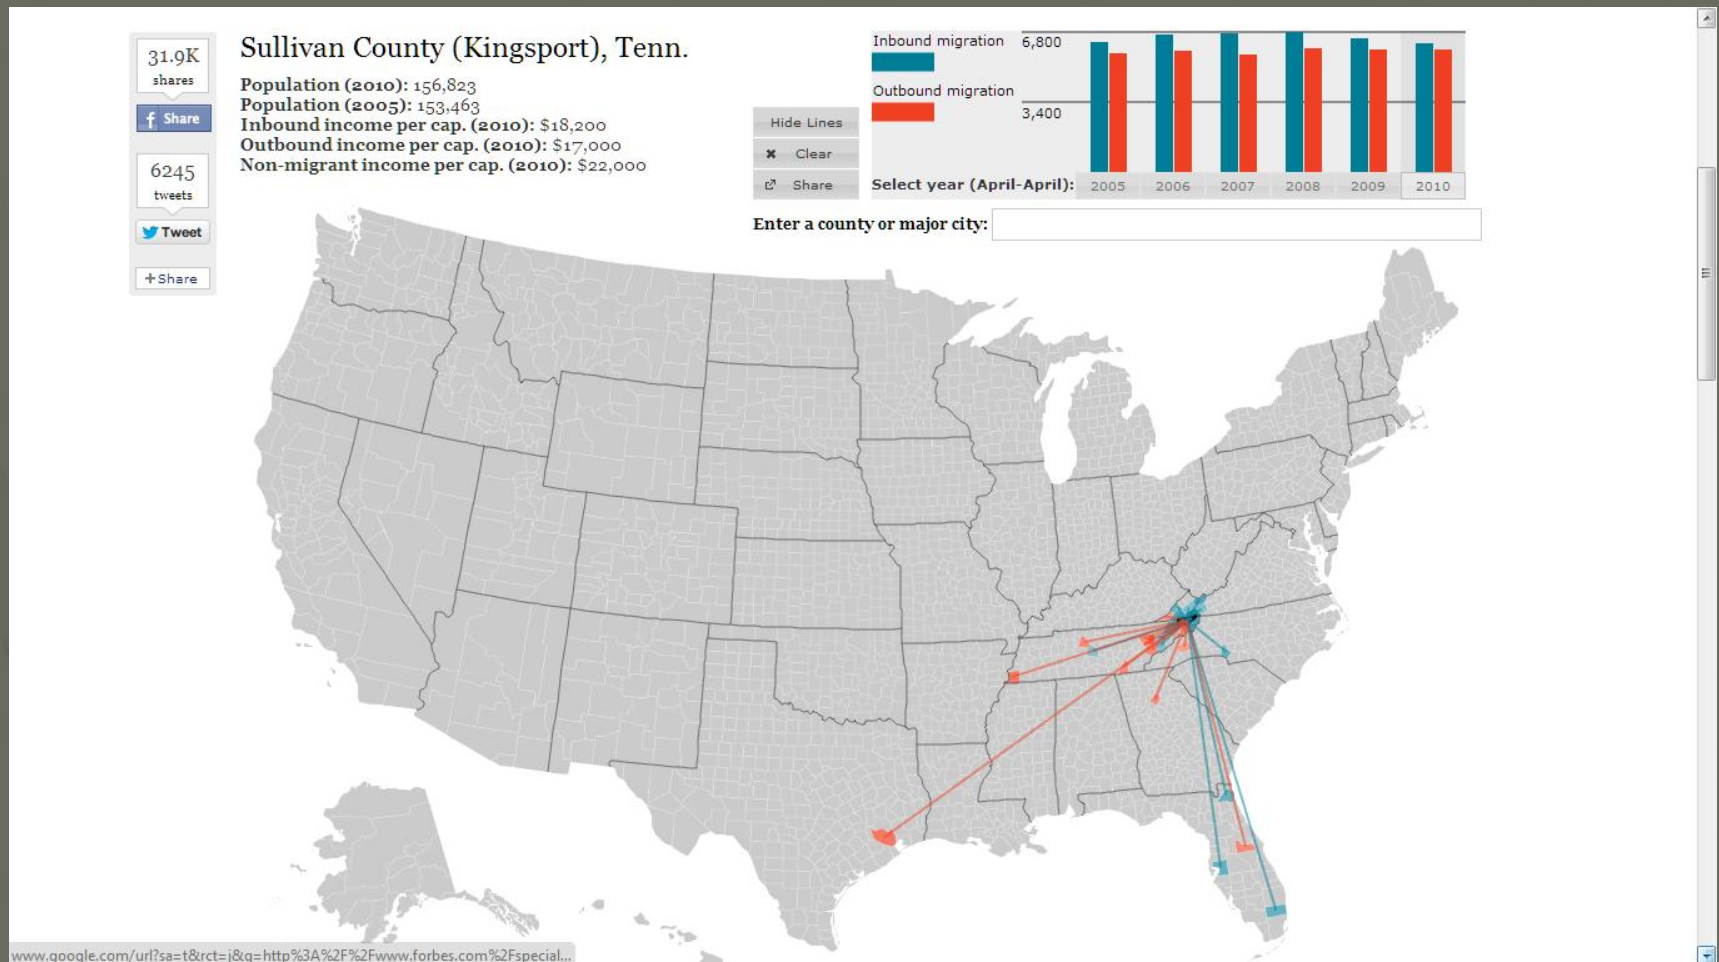 31.9K
shares
Share
6245
tweets
Tweet
+Share
Sullivan County (Kingsport), Tenn.
Population (2010): 156,823
Population (2005): 153,463
Inbound income per cap. (2010): $18,200
Outbound income per cap. (2010): $17,000
Non-migrant income per cap. (2010): $22,000
Hide Lines
Clear
Share
Inbound migration
Outbound migration
6,800
3,400
Select year (April-April):
2005 2006 2007 2008 2009 2010
Enter a county or major city:
www.google.com/url?sa=t&rct=j&q=http%3A%2F%2Fwww.forbes.com%2Fspecial...